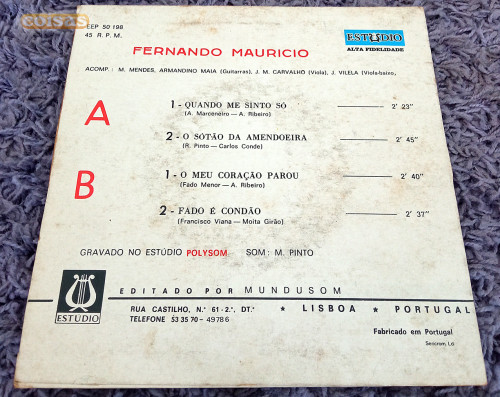 COISAS
EEP 50 198
45 R. P. M.
ESTÚDIO
ALTA FIDELIDADE
FERNANDO MAURICIO
ACOMP.: M. MENDES, ARMANDINO MAIA (Guitarras), J. M. CARVALHO (Viola), J. VILELA (Viola-baixo,
A
1 - QUANDO ME SINTO SÓ 2' 23"
(A. Marceneiro — A. Ribeiro)
2 - O SÓTÃO DA AMENDOEIRA 2' 45"
(R. Pinto — Carlos Conde)
B
1 - O MEU CORAÇÃO PAROU 2' 40"
(Fado Menor — A. Ribeiro)
2 - FADO É CONDÃO 2' 37"
(Francisco Viana — Moita Girão)
GRAVADO NO ESTÚDIO POLYSOM SOM: M. PINTO
ESTÚDIO
EDITADO POR MUNDUSOM
RUA CASTILHO, N.º 61-2.º, DT.º * LISBOA * PORTUGAL
TELEFONE 53 35 70 - 49786
Fabricado em Portugal